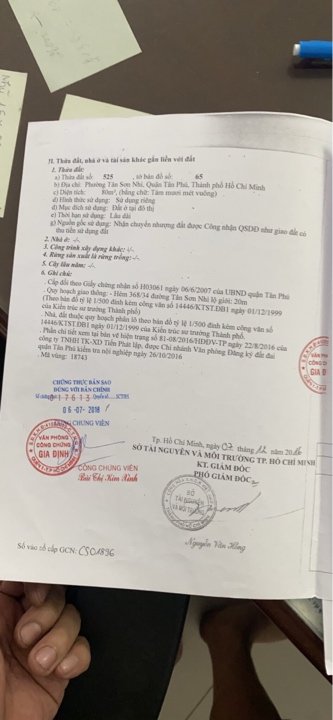 II. Thửa đất, nhà ở và tài sản khác gắn liền với đất
1. Thửa đất:
a) Thửa đất số: 525, tờ bản đồ số: 65
b) Địa chỉ: Phường Tân Sơn Nhì, Quận Tân Phú, Thành phố Hồ Chí Minh
c) Diện tích: 80m², (bằng chữ: Tám mươi mét vuông)
d) Hình thức sử dụng: Sử dụng riêng
đ) Mục đích sử dụng: Đất ở tại đô thị
e) Thời hạn sử dụng: Lâu dài
g) Nguồn gốc sử dụng: Nhận chuyển nhượng đất được Công nhận QSDĐ như giao đất có
thu tiền sử dụng đất
2. Nhà ở: -/-.
3. Công trình xây dựng khác: -/-.
4. Rừng sản xuất là rừng trồng: -/-.
5. Cây lâu năm: -/-.
6. Ghi chú:
- Cấp đổi theo Giấy chứng nhận số H03061 ngày 06/6/2007 của UBND quận Tân Phú
- Quy hoạch giao thông: - Hẻm 368/34 đường Tân Sơn Nhì lộ giới: 20m
(Theo bản đồ tỷ lệ 1/500 đính kèm công văn số 14446/KTST.ĐB1 ngày 01/12/1999
của Kiến trúc sư trưởng Thành phố)
- Nhà, đất thuộc quy hoạch phân lô theo bản đồ tỷ lệ 1/500 đính kèm công văn số
14446/KTST.ĐB1 ngày 01/12/1999 của Kiến trúc sư trưởng Thành phố.
- Phần chi tiết xem tại bản vẽ hiện trạng số 81-08-2016/HĐĐV-TP ngày 22/8/2016 của
công ty TNHH TK-XD Tiến Phát lập, được Chi nhánh Văn phòng Đăng ký đất đai
quận Tân Phú kiểm tra nội nghiệp ngày 26/10/2016
. Mã vùng: 18743
CHỨNG THỰC BẢN SAO
ĐÚNG VỚI BẢN CHÍNH
Số chứng thực 017613 Quyển số SCT/BS
06-07-2018
CÔNG CHỨNG VIÊN
VĂN PHÒNG
CÔNG CHỨNG
GIA ĐỊNH
CÔNG CHỨNG VIÊN
Bùi Thị Kim Xinh
Tp. Hồ Chí Minh, ngày 07 tháng 12 năm 2016
SỞ TÀI NGUYÊN VÀ MÔI TRƯỜNG TP. HỒ CHÍ MINH
KT. GIÁM ĐỐC
PHÓ GIÁM ĐỐC
SỞ
TÀI NGUYÊN
VÀ MÔI TRƯỜNG
Nguyễn Văn Hồng
Số vào sổ cấp GCN: CS01896